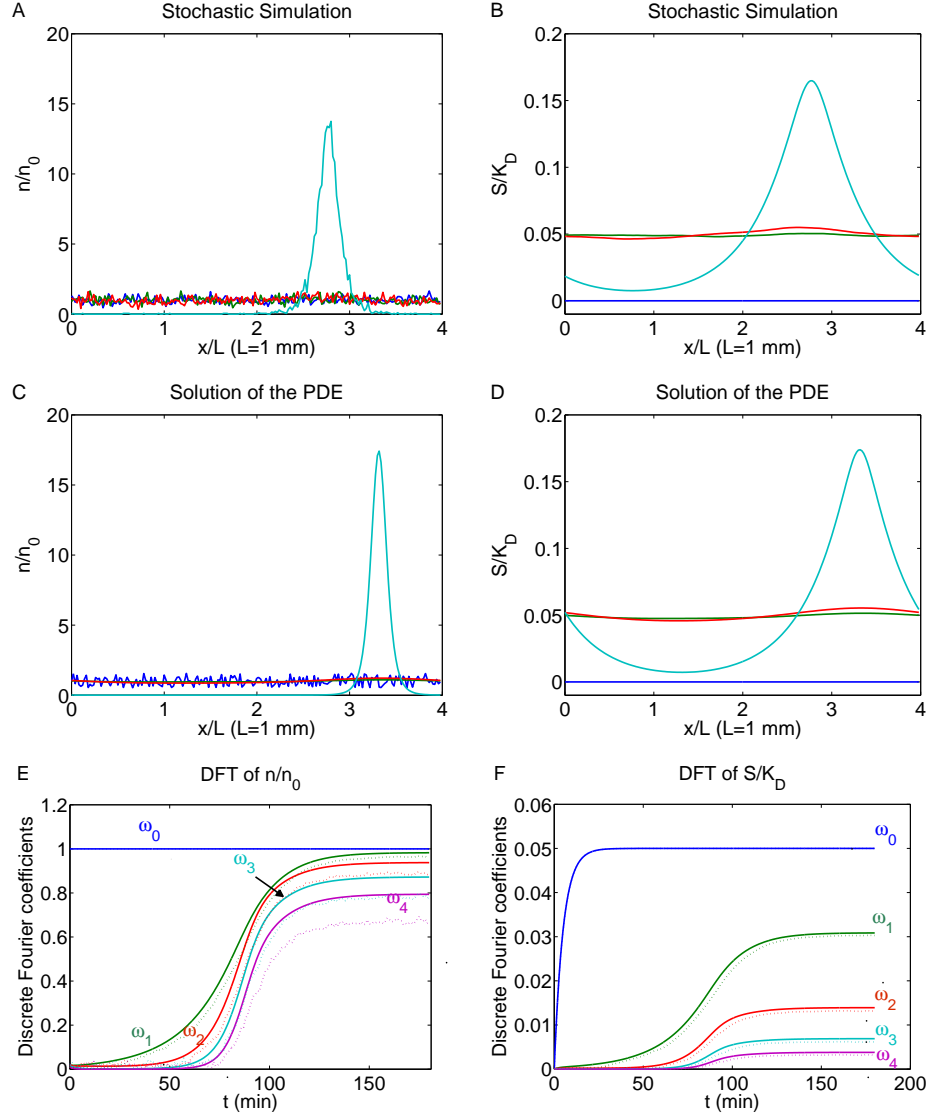 A
Stochastic Simulation
20
15
10
5
0
n/n0
0 1 2 3 4
x/L (L=1 mm)
B
Stochastic Simulation
0.2
0.15
0.1
0.05
0
S/KD
0 1 2 3 4
x/L (L=1 mm)
C
Solution of the PDE
20
15
10
5
0
n/n0
0 1 2 3 4
x/L (L=1 mm)
D
Solution of the PDE
0.2
0.15
0.1
0.05
0
S/KD
0 1 2 3 4
x/L (L=1 mm)
E
DFT of n/n0
1.2
1
0.8
0.6
0.4
0.2
0
Discrete Fourier coefficients
ω0
ω3
ω4
ω1
ω2
0 50 100 150
t (min)
F
DFT of S/KD
0.06
0.05
0.04
0.03
0.02
0.01
0
Discrete Fourier coefficients
ω0
ω1
ω2
ω3
ω4
0 50 100 150 200
t (min)